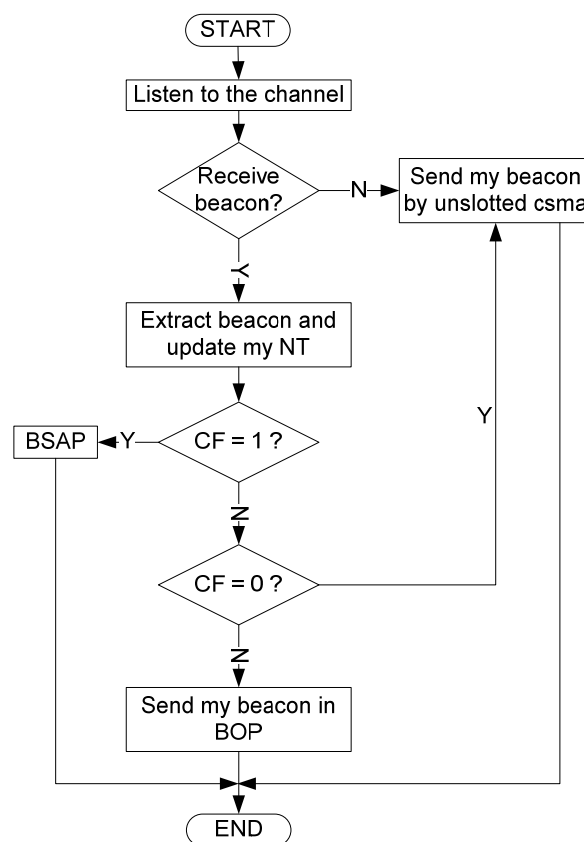 START
Listen to the channel
Receive
beacon?
N
Send my beacon
by unslotted csma
Y
Extract beacon and
update my NT
CF = 1 ?
Y
BSAP
Y
N
CF = 0 ?
N
Send my beacon in
BOP
END